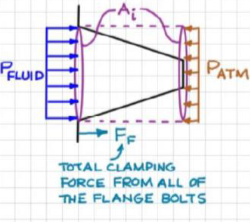 Ai
PFLUID
PATM
FF
TOTAL CLAMPING
FORCE FROM ALL OF
THE FLANGE BOLTS